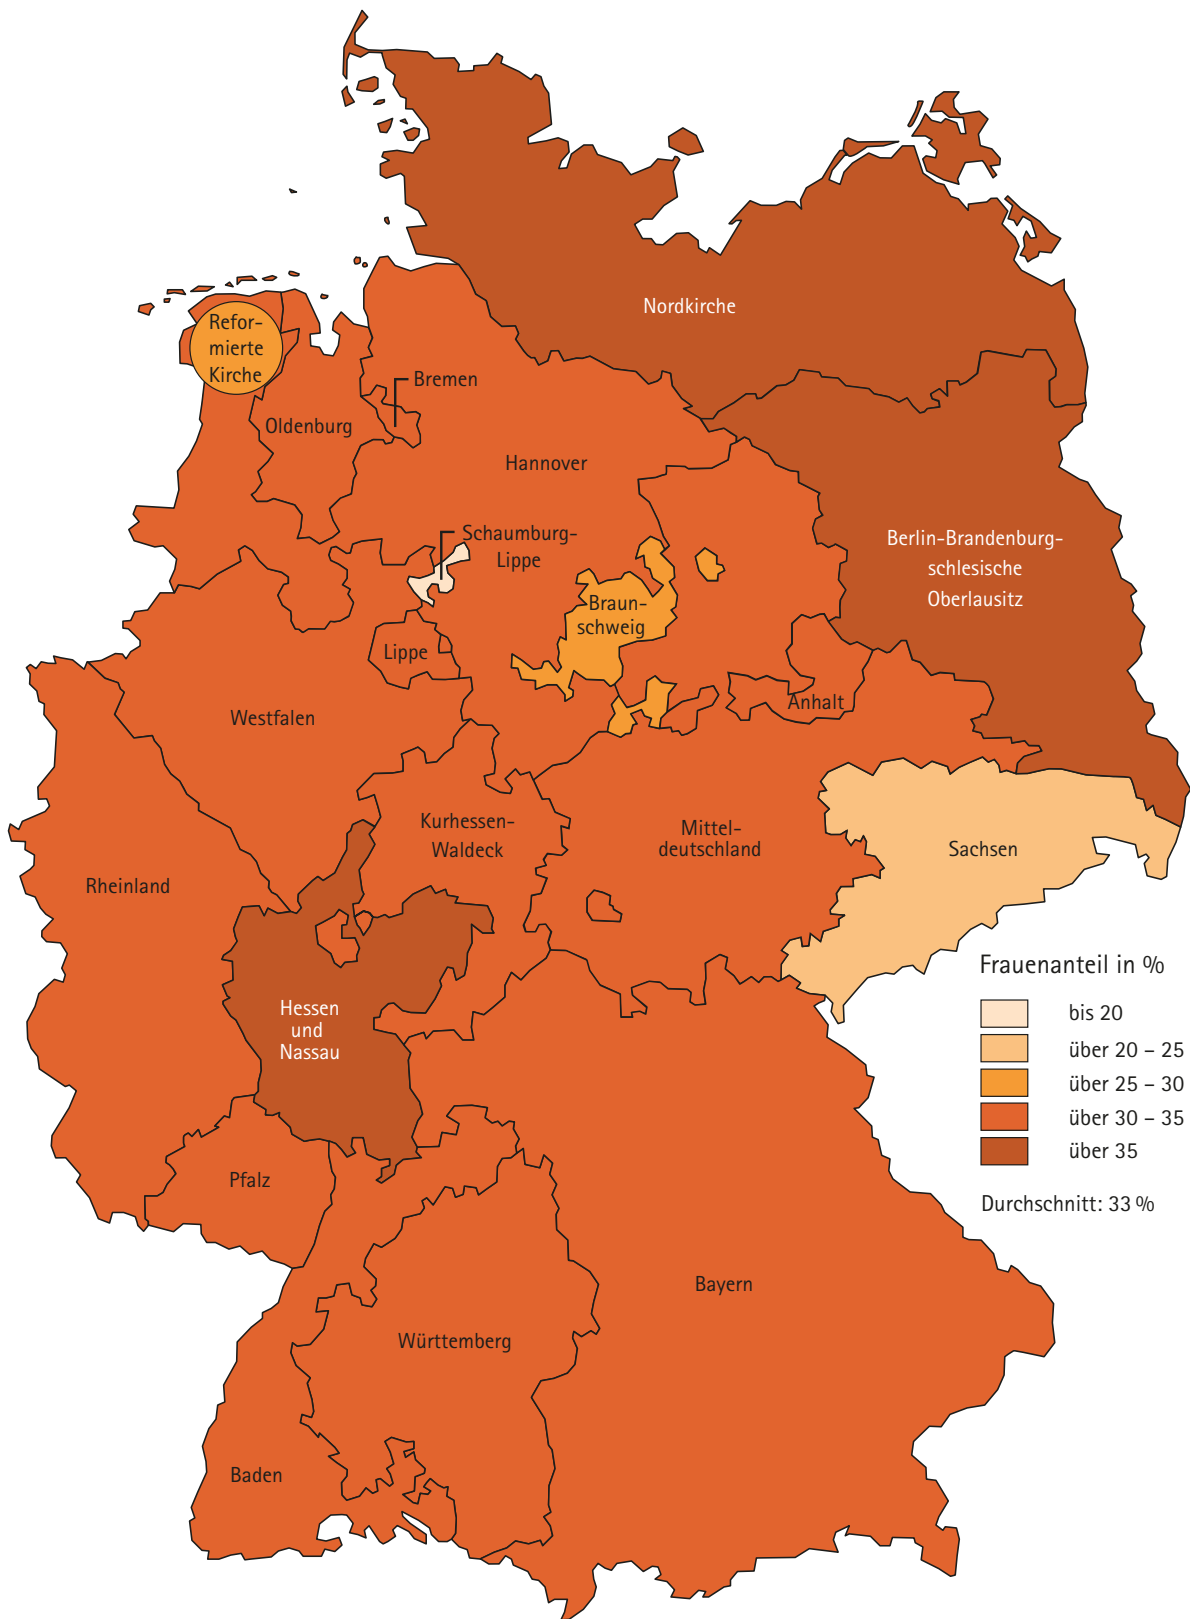 Nordkirche
Refor-
mierte
Kirche
Bremen
Oldenburg
Hannover
Schaumburg-
Lippe
Berlin-Brandenburg-
schlesische
Oberlausitz
Braun-
schweig
Lippe
Anhalt
Westfalen
Kurhessen-
Waldeck
Mittel-
deutschland
Sachsen
Rheinland
Hessen
und
Nassau
Pfalz
Bayern
Württemberg
Baden
Frauenanteil in %
bis 20
über 20 – 25
über 25 – 30
über 30 – 35
über 35
Durchschnitt: 33 %